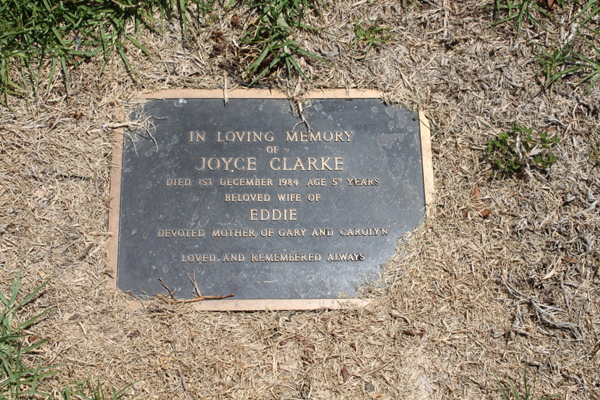 IN LOVING MEMORY
- OF -
JOYCE CLARKE
DIED 1ST DECEMBER 1984 AGE 57 YEARS
BELOVED WIFE OF
EDDIE
DEVOTED MOTHER OF GARY AND CAROLYN
LOVED AND REMEMBERED ALWAYS